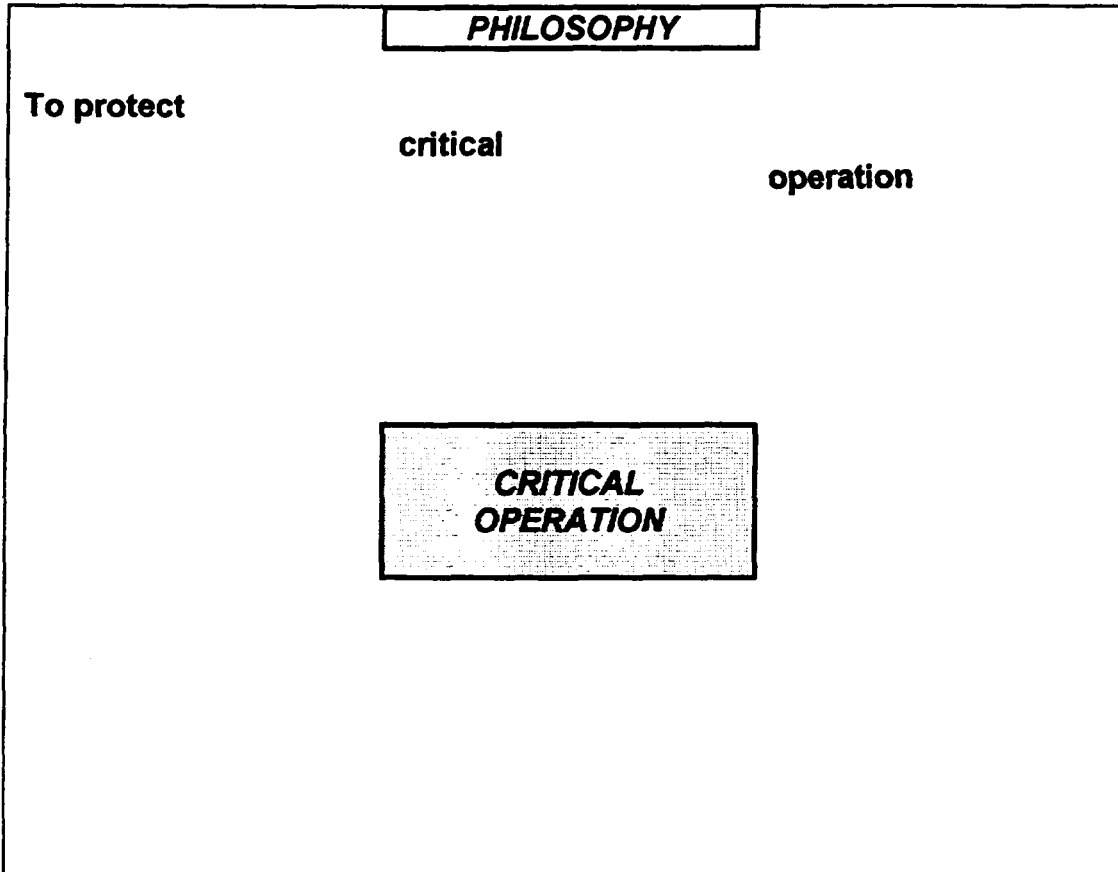 PHILOSOPHY
To protect
critical
operation
CRITICAL
OPERATION